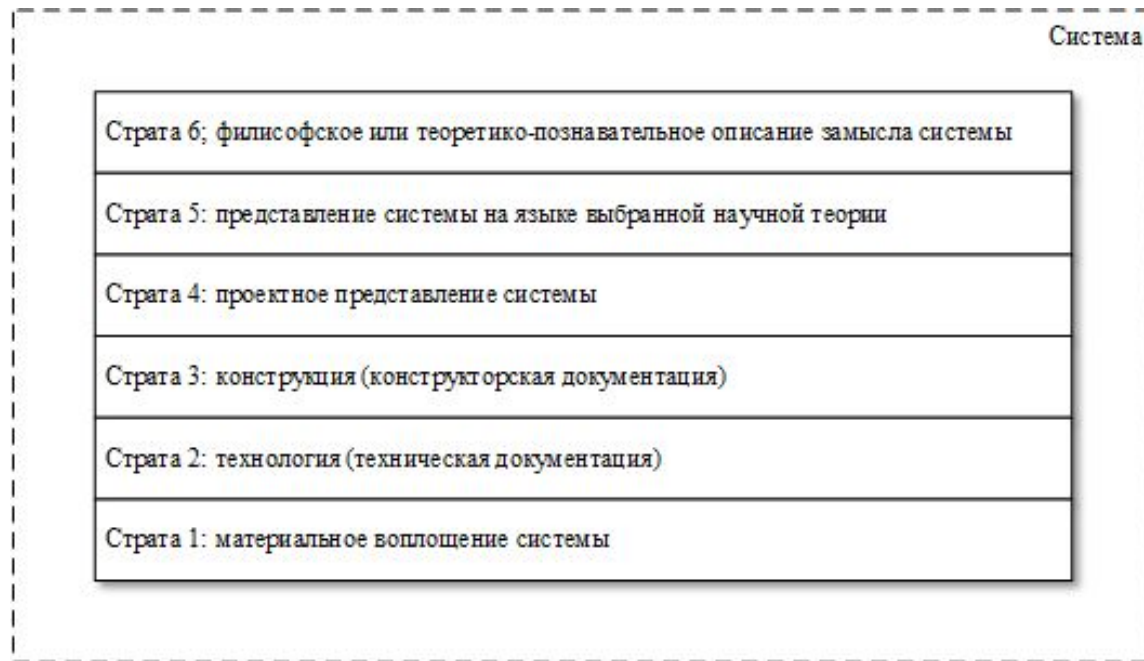 Система
Страта 6; филисофское или теоретико-познавательное описание замысла системы
Страта 5: представление системы на языке выбранной научной теории
Страта 4: проектное представление системы
Страта 3: конструкция (конструкторская документация)
Страта 2: технология (техническая документация)
Страта 1: материальное воплощение системы